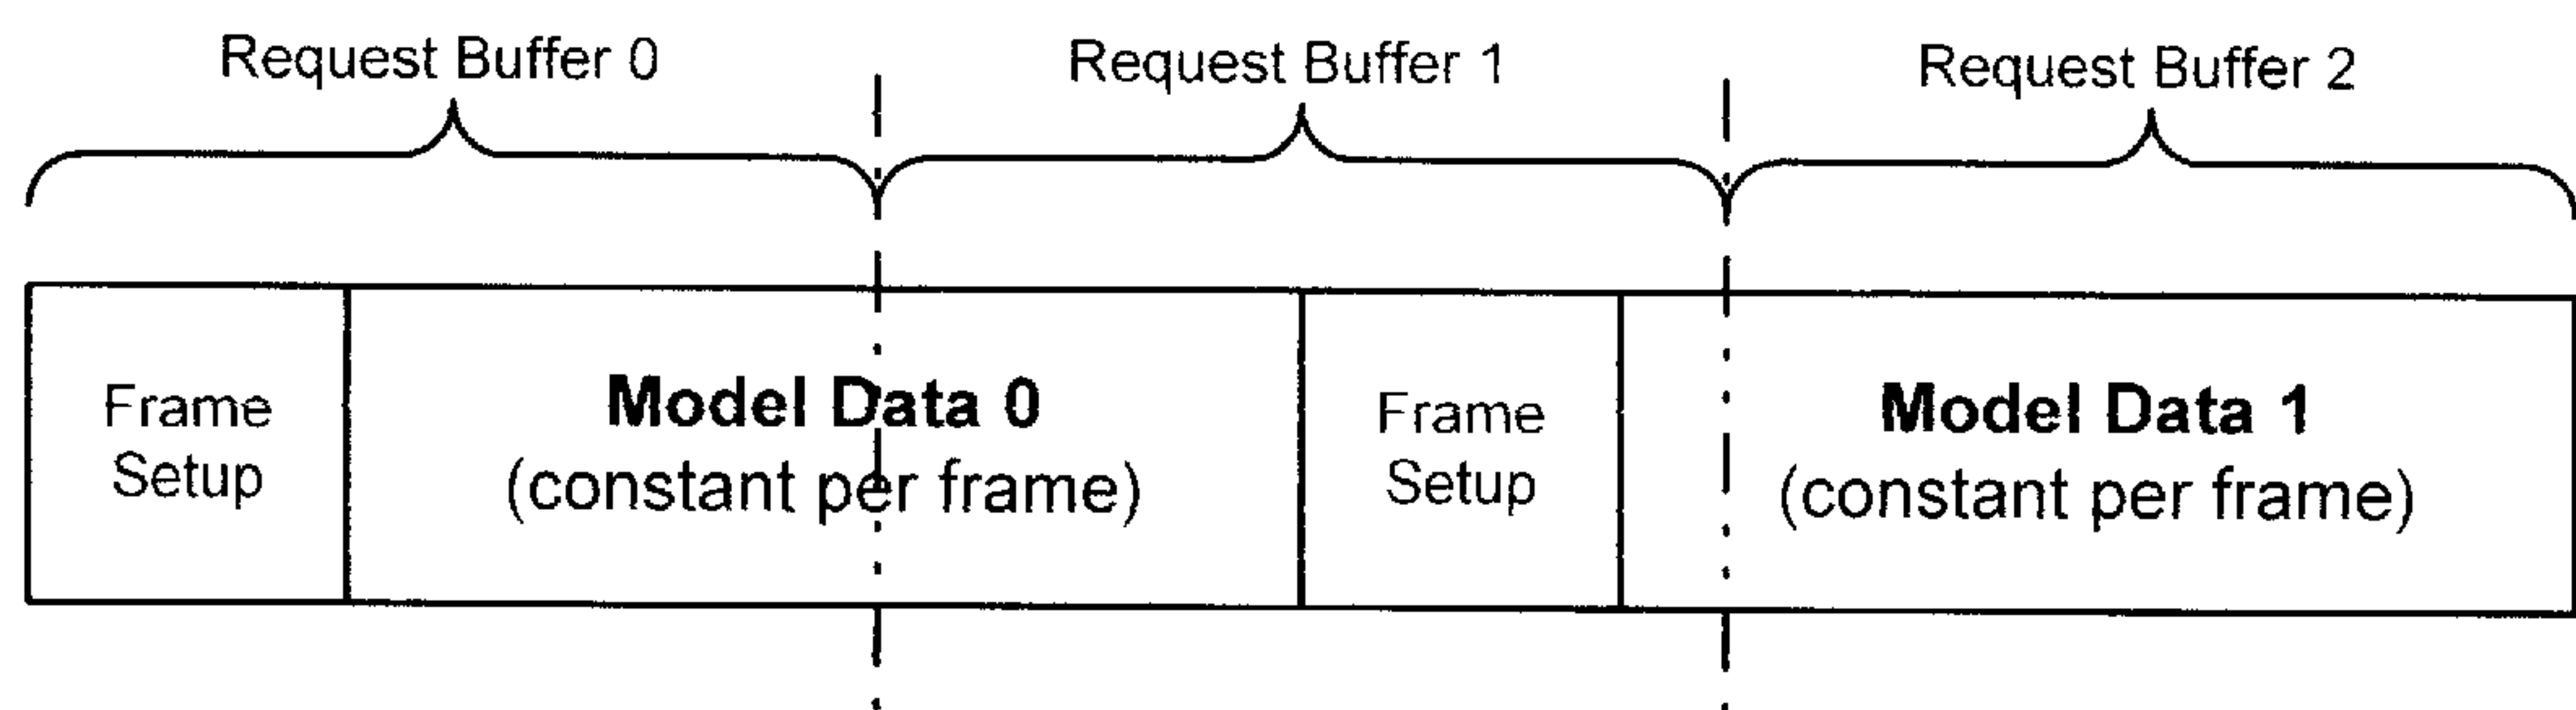 Request Buffer 0
Request Buffer 1
Request Buffer 2
Frame
Setup
Model Data 0
(constant per frame)
Frame
Setup
Model Data 1
(constant per frame)